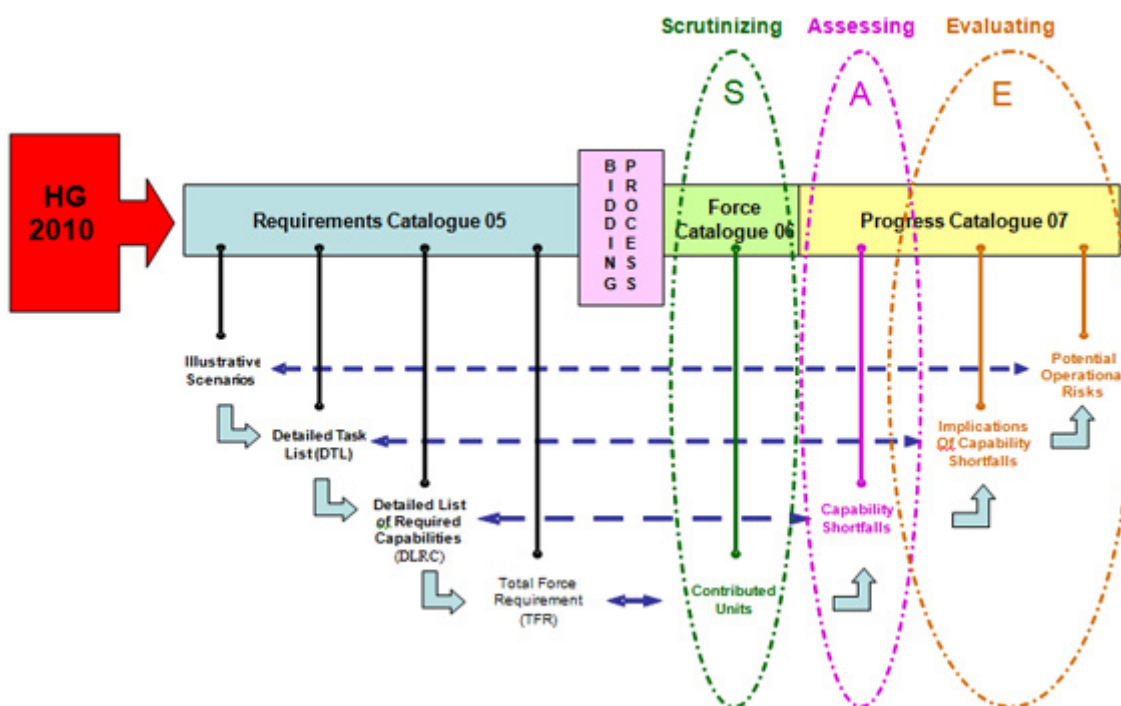 Scrutinizing
Assessing
Evaluating
S
A
E
HG
2010
Requirements Catalogue 05
BIDDING
PROCESS
Force
Catalogue 06
Progress Catalogue 07
Illustrative
Scenarios
Potential
Operational
Risks
Detailed Task
List (DTL)
Implications
Of Capability
Shortfalls
Detailed List
of Required
Capabilities
(DLRC)
Capability
Shortfalls
Total Force
Requirement
(TFR)
Contributed
Units